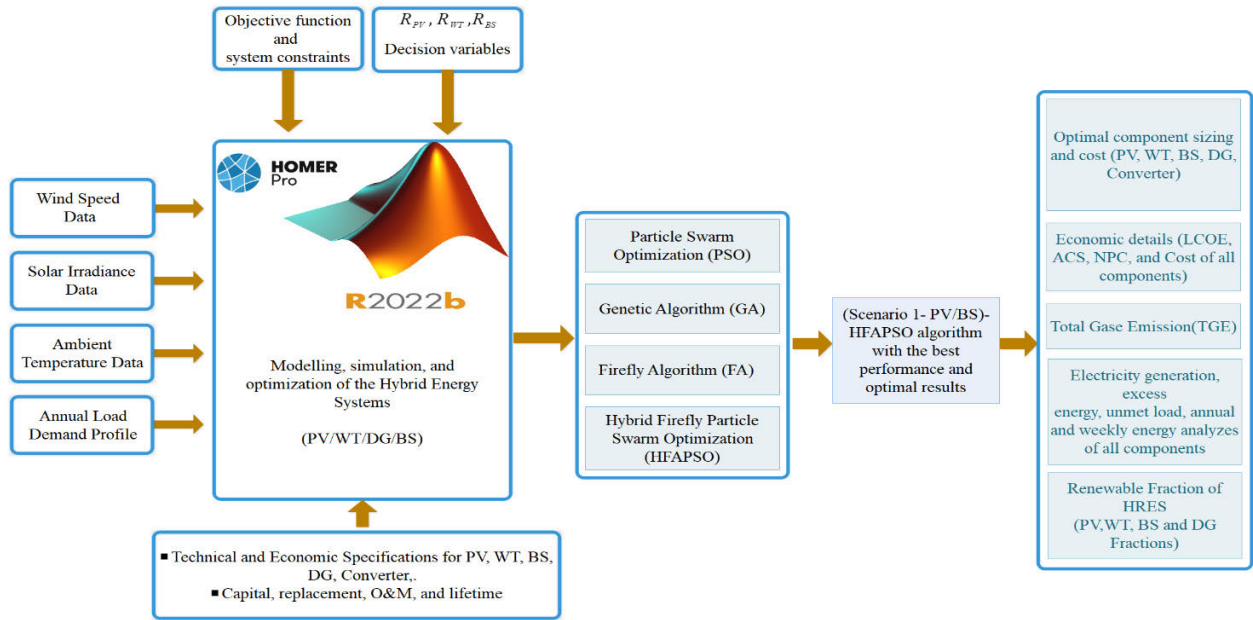 Objective function
and
system constraints
R_PV , R_WT ,R_BS
Decision variables
Wind Speed
Data
Solar Irradiance
Data
Ambient
Temperature Data
Annual Load
Demand Profile
HOMER
Pro
R2022b
Modelling, simulation, and
optimization of the Hybrid Energy
Systems
(PV/WT/DG/BS)
■ Technical and Economic Specifications for PV, WT, BS,
DG, Converter,.
■ Capital, replacement, O&M, and lifetime
Particle Swarm
Optimization (PSO)
Genetic Algorithm (GA)
Firefly Algorithm (FA)
Hybrid Firefly Particle
Swarm Optimization
(HFAPSO)
(Scenario 1- PV/BS)-
HFAPSO algorithm
with the best
performance and
optimal results
Optimal component sizing
and cost (PV, WT, BS, DG,
Converter)
Economic details (LCOE,
ACS, NPC, and Cost of all
components)
Total Gase Emission(TGE)
Electricity generation,
excess
energy, unmet load, annual
and weekly energy analyzes
of all components
Renewable Fraction of
HRES
(PV,WT, BS and DG
Fractions)